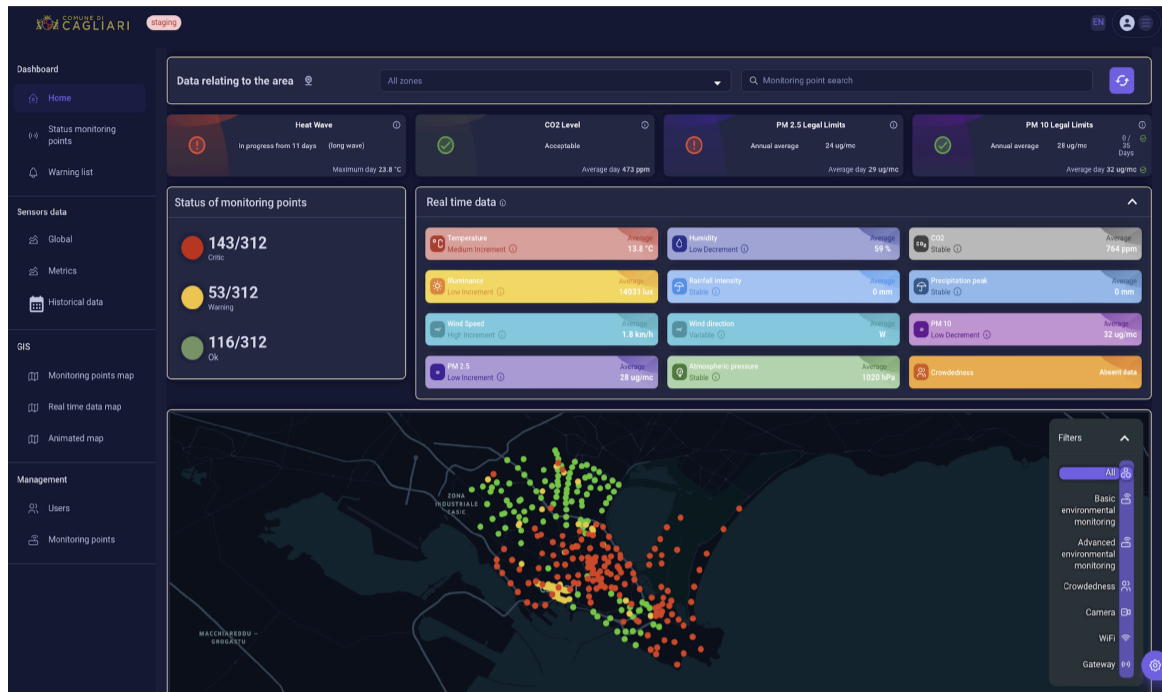 COMUNE DI
CAGLIARI
staging
EN
Dashboard
Home
Status monitoring
points
Warning list
Sensors data
Global
Metrics
Historical data
GIS
Monitoring points map
Real time data map
Animated map
Management
Users
Monitoring points
Data relating to the area
All zones
Monitoring point search
Heat Wave
In progress from 11 days (long wave)
Maximum day 23.8 °C
CO2 Level
Acceptable
Average day 473 ppm
PM 2.5 Legal Limits
Annual average 24 ug/mc
Average day 29 ug/mc
PM 10 Legal Limits
Annual average 28 ug/mc
0 /
35
Days
Average day 32 ug/mc
Status of monitoring points
143/312
Critic
53/312
Warning
116/312
Ok
Real time data
°C
Temperature
Medium Increment
Average
13.8 °C
Humidity
Low Decrement
Average
59 %
CO2
CO2
Stable
Average
764 ppm
Illuminance
Low Increment
Average
14031 lux
Rainfall intensity
Stable
Average
0 mm
Precipitation peak
Stable
Average
0 mm
Wind Speed
High Increment
Average
1.8 km/h
Wind direction
Variable
Average
W
PM 10
Low Decrement
Average
32 ug/mc
PM 2.5
Low Increment
Average
28 ug/mc
Atmospheric pressure
Stable
Average
1020 hPa
Crowdedness
Absent data
ZONA
INDUSTRIALE
CASIC
MACCHIAREDDU –
GROGASTU
Filters
All
Basic
environmental
monitoring
Advanced
environmental
monitoring
Crowdedness
Camera
WiFi
Gateway